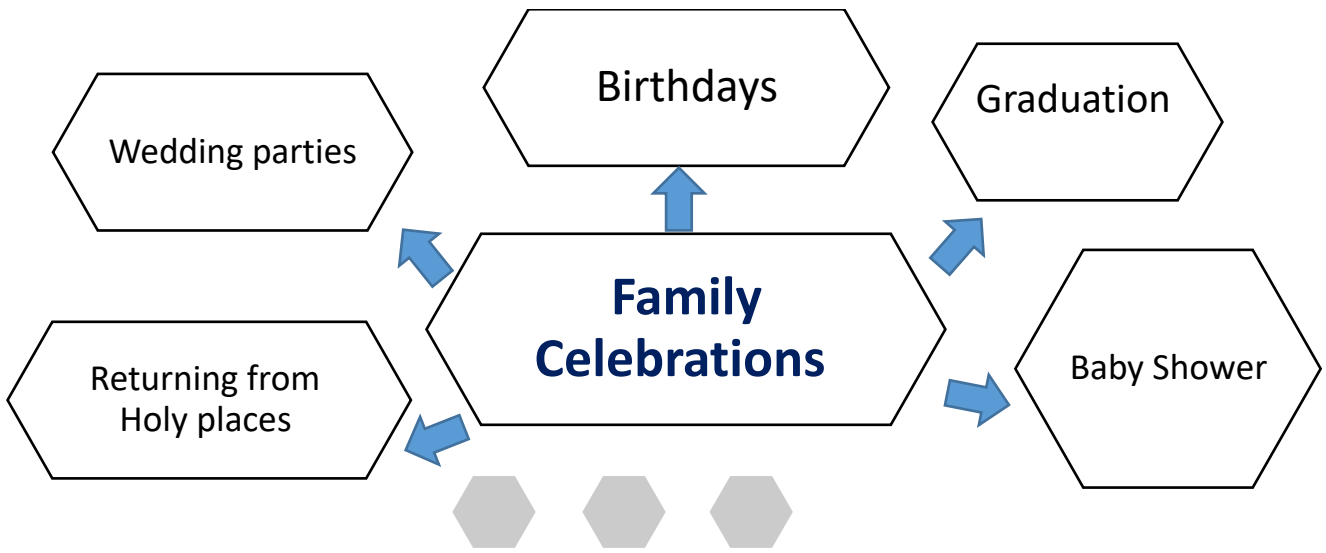 Birthdays
Graduation
Wedding parties
Family
Celebrations
Baby Shower
Returning from
Holy places